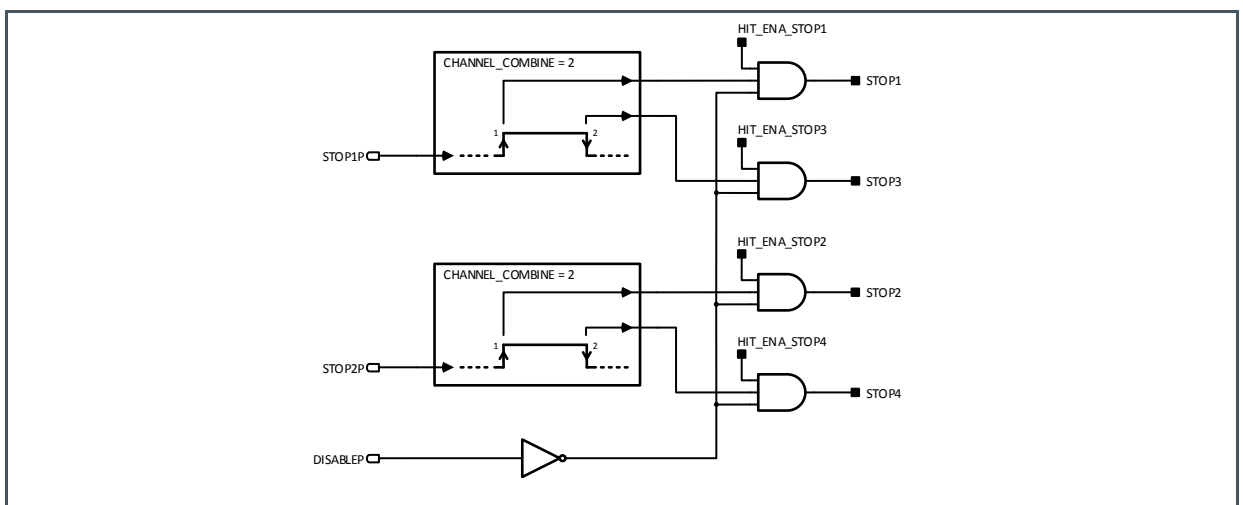 HIT_ENA_STOP1
CHANNEL_COMBINE = 2
STOP1
1
2
HIT_ENA_STOP3
STOP1P
STOP3
HIT_ENA_STOP2
CHANNEL_COMBINE = 2
STOP2
1
2
HIT_ENA_STOP4
STOP2P
STOP4
DISABLEP